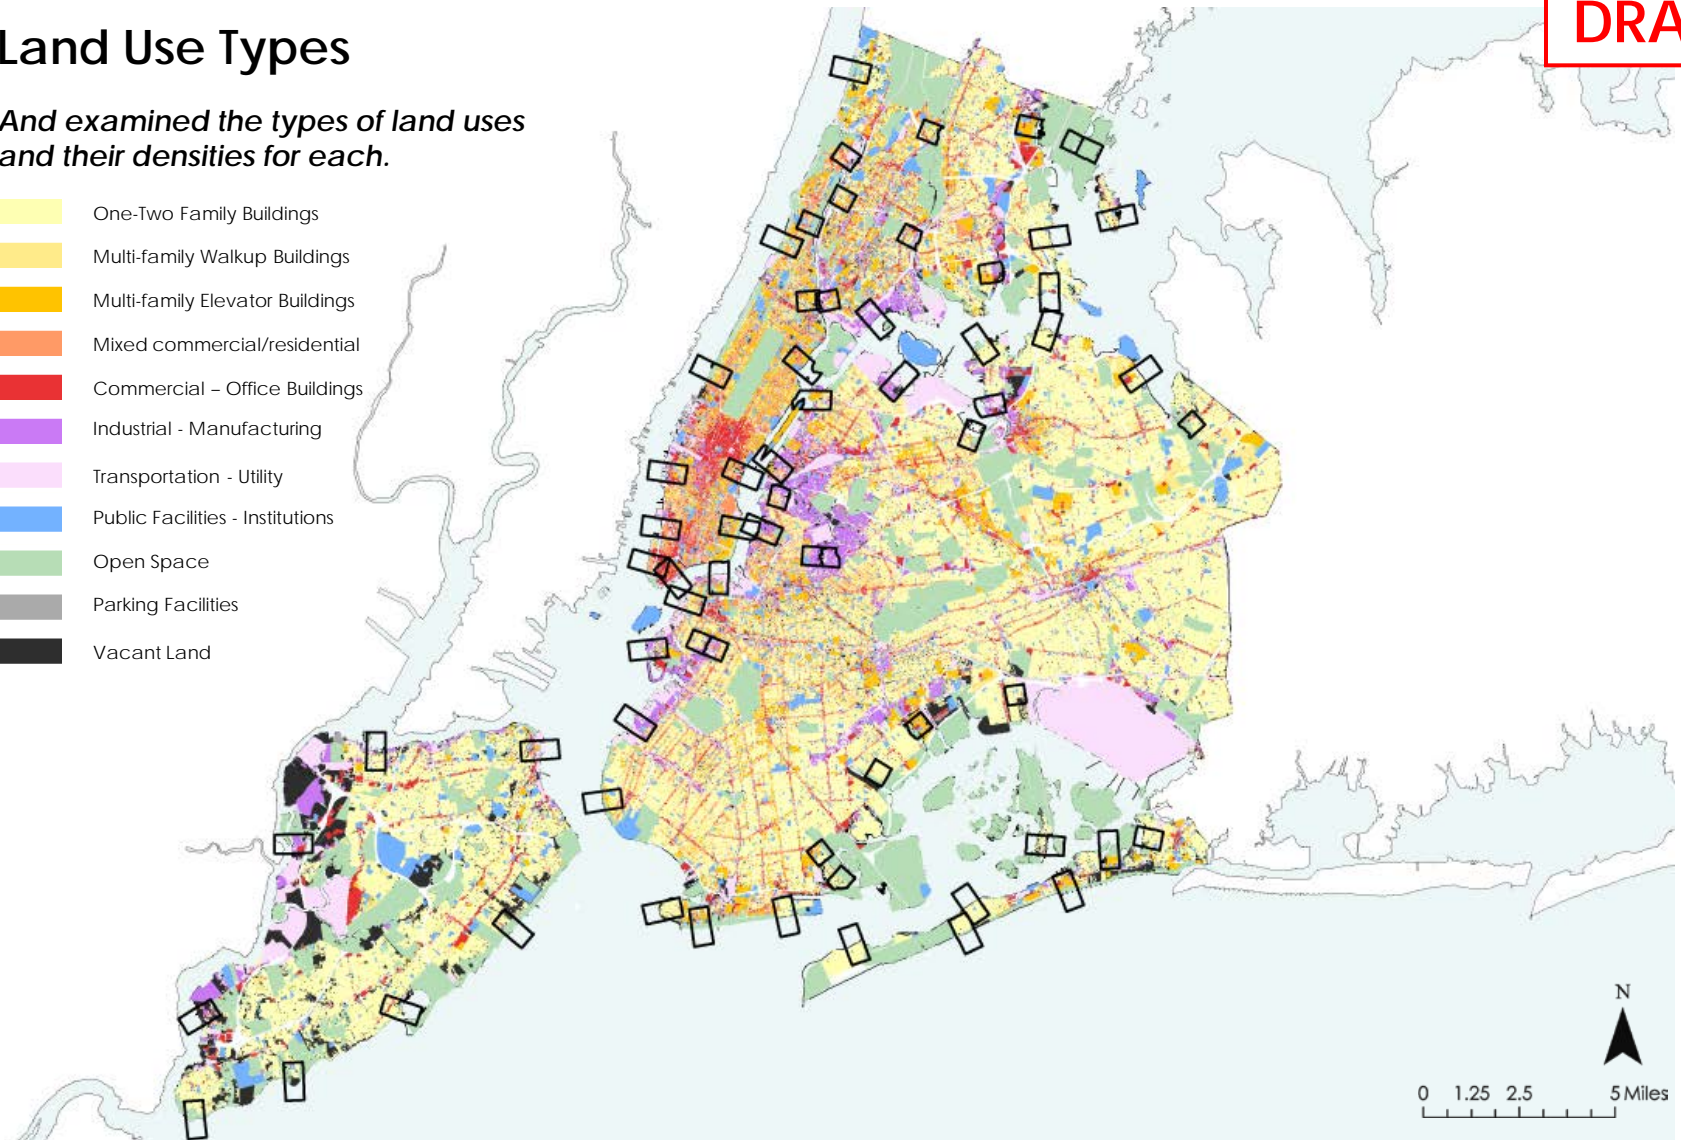 Land Use Types
DRA
And examined the types of land uses
and their densities for each.
One-Two Family Buildings
Multi-family Walkup Buildings
Multi-family Elevator Buildings
Mixed commercial/residential
Commercial – Office Buildings
Industrial - Manufacturing
Transportation - Utility
Public Facilities - Institutions
Open Space
Parking Facilities
Vacant Land
N
0 1.25 2.5 5 Miles